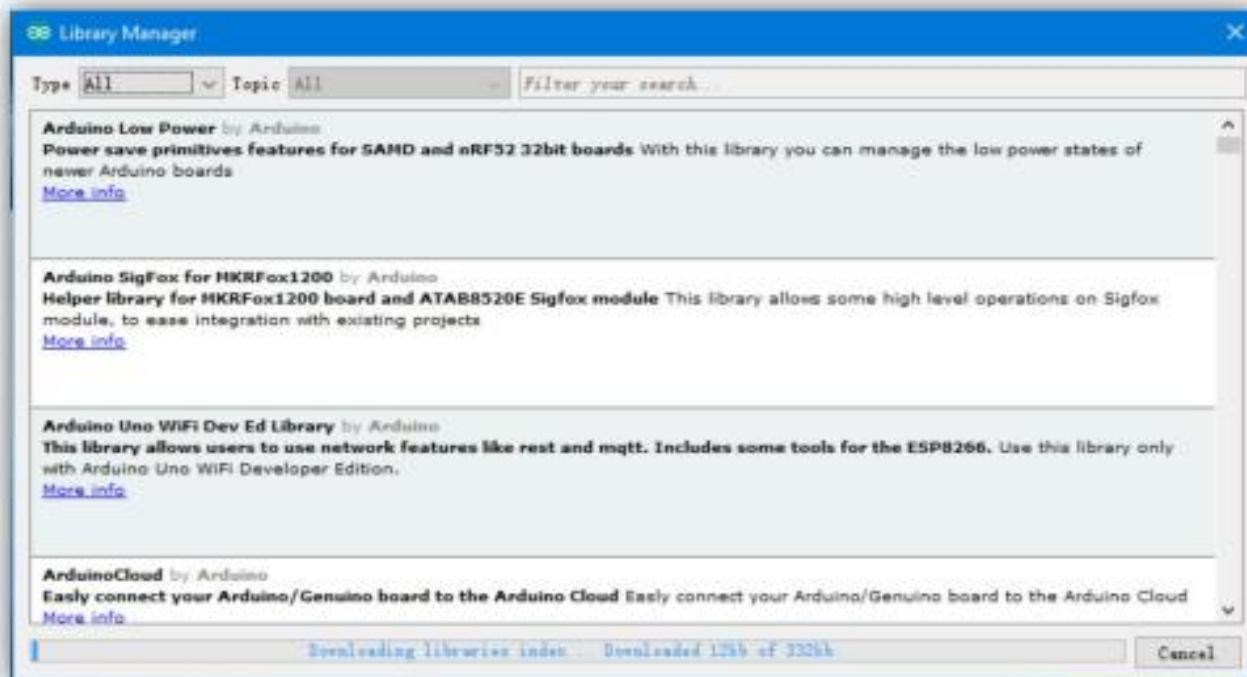 Library Manager
Type All Topic All Filter your search...
Arduino Low Power by Arduino
Power save primitives features for SAMD and nRF52 32bit boards With this library you can manage the low power states of
newer Arduino boards
More info
Arduino SigFox for MKRFox1200 by Arduino
Helper library for MKRFox1200 board and ATAB8520E Sigfox module This library allows some high level operations on Sigfox
module, to ease integration with existing projects
More info
Arduino Uno WiFi Dev Ed Library by Arduino
This library allows users to use network features like rest and mqtt. Includes some tools for the ESP8266. Use this library only
with Arduino Uno WiFi Developer Edition.
More info
ArduinoCloud by Arduino
Easly connect your Arduino/Genuino board to the Arduino Cloud Easly connect your Arduino/Genuino board to the Arduino Cloud
More info
Downloading libraries index... Downloaded 12kb of 332kb
Cancel